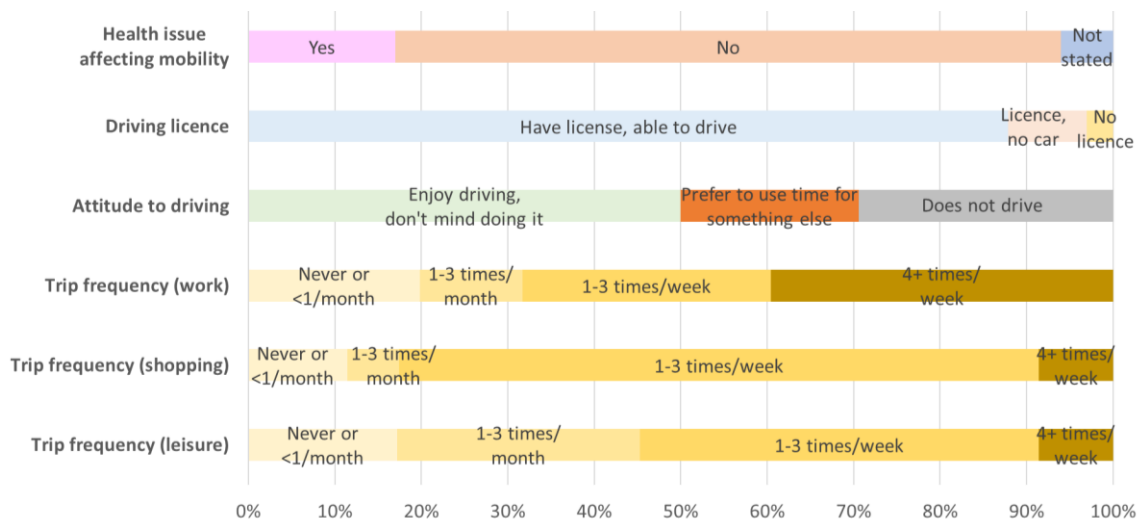 Health issue
affecting mobility
Yes
No
Not
stated
Driving licence
Have license, able to drive
Licence,
no car
No
licence
Attitude to driving
Enjoy driving,
don't mind doing it
Prefer to use time for
something else
Does not drive
Trip frequency (work)
Never or
<1/month
1-3 times/
month
1-3 times/week
4+ times/
week
Trip frequency (shopping)
Never or
<1/month
1-3 times/
month
1-3 times/week
4+ times/
week
Trip frequency (leisure)
Never or
<1/month
1-3 times/
month
1-3 times/week
4+ times/
week
0% 10% 20% 30% 40% 50% 60% 70% 80% 90% 100%